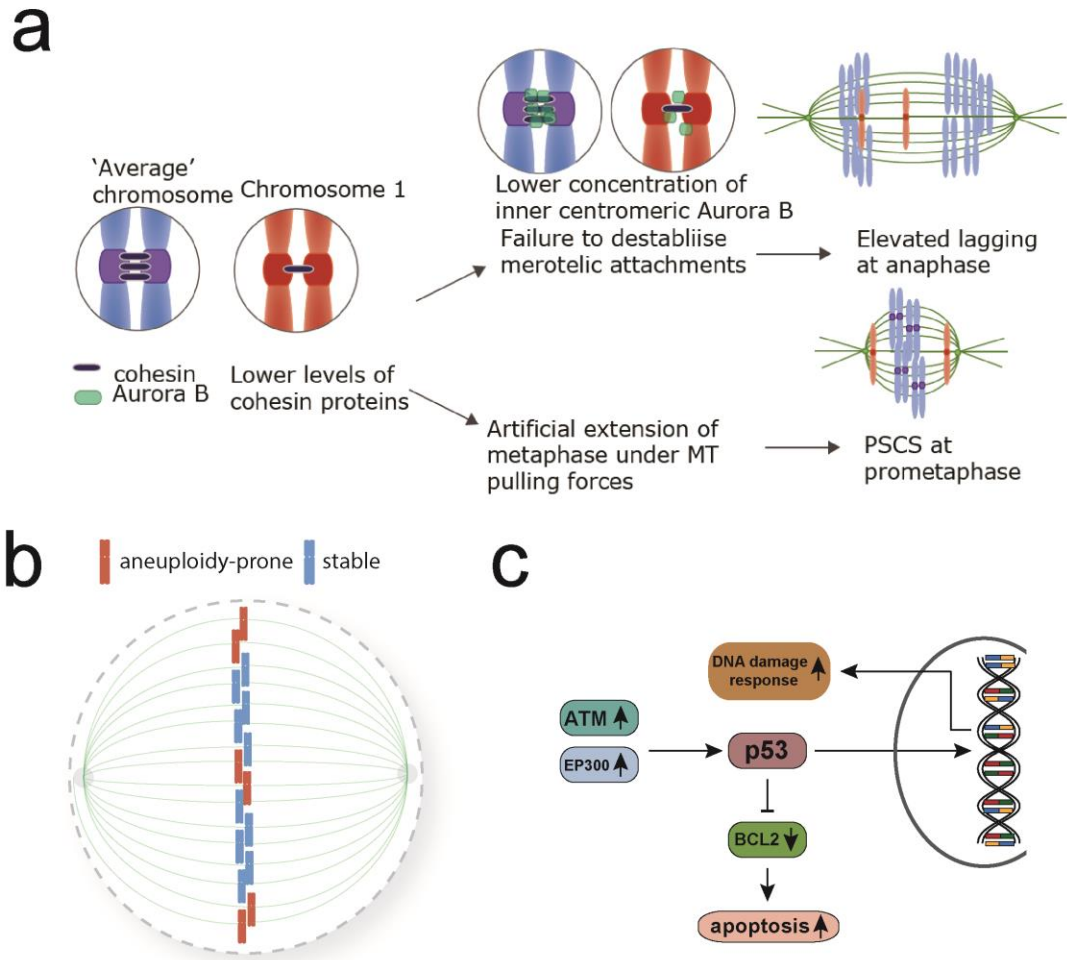 a
'Average'
chromosome
Chromosome 1
cohesin
Aurora B
Lower levels of
cohesin proteins
Lower concentration of
inner centromeric Aurora B
Failure to destabliise
merotelic attachments
Elevated lagging
at anaphase
Artificial extension of
metaphase under MT
pulling forces
PSCS at
prometaphase
b
aneuploidy-prone
stable
c
DNA damage
response
ATM
EP300
p53
BCL2
apoptosis